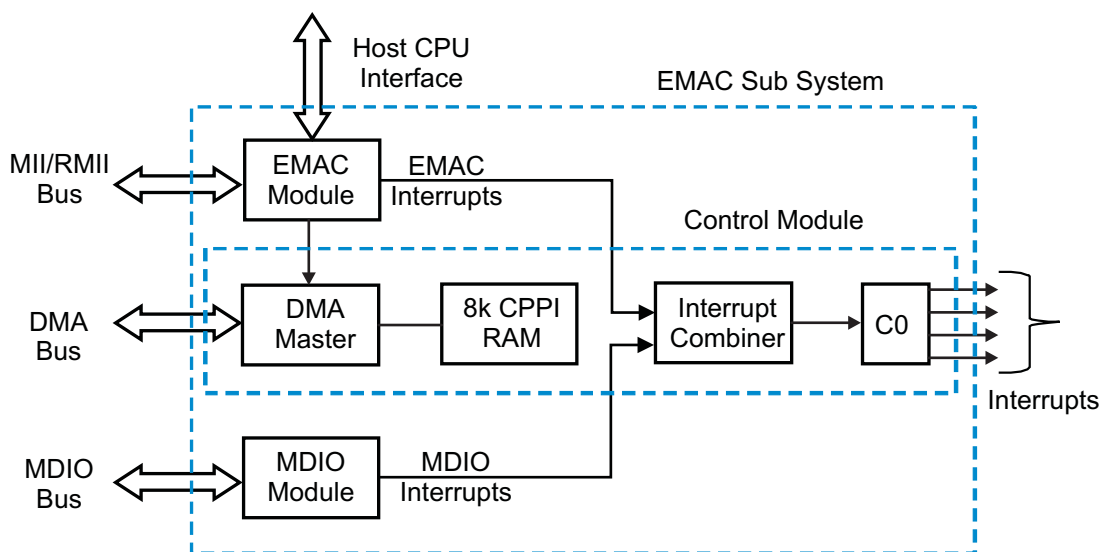 Host CPU
Interface
EMAC Sub System
MII/RMII
Bus
EMAC
Module
EMAC
Interrupts
Control Module
DMA
Bus
DMA
Master
8k CPPI
RAM
Interrupt
Combiner
C0
Interrupts
MDIO
Bus
MDIO
Module
MDIO
Interrupts